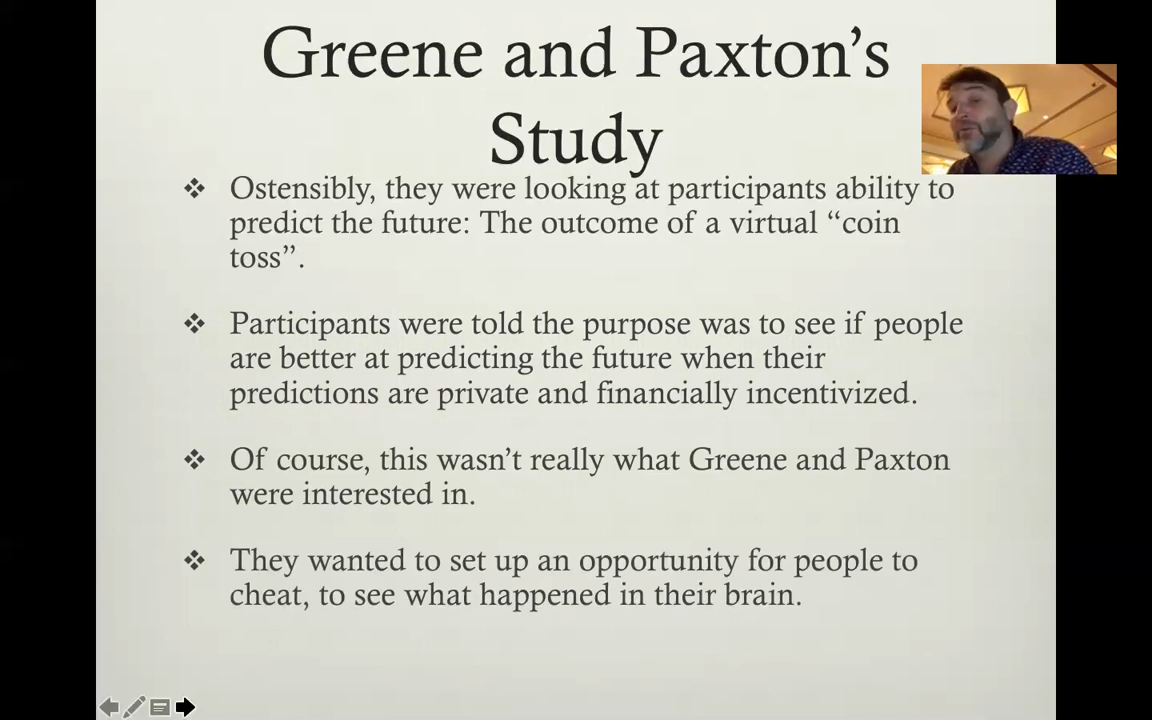 Greene and Paxton's
Study
❖ Ostensibly, they were looking at participants ability to
predict the future: The outcome of a virtual “coin
toss”.
❖ Participants were told the purpose was to see if people
are better at predicting the future when their
predictions are private and financially incentivized.
❖ Of course, this wasn’t really what Greene and Paxton
were interested in.
❖ They wanted to set up an opportunity for people to
cheat, to see what happened in their brain.